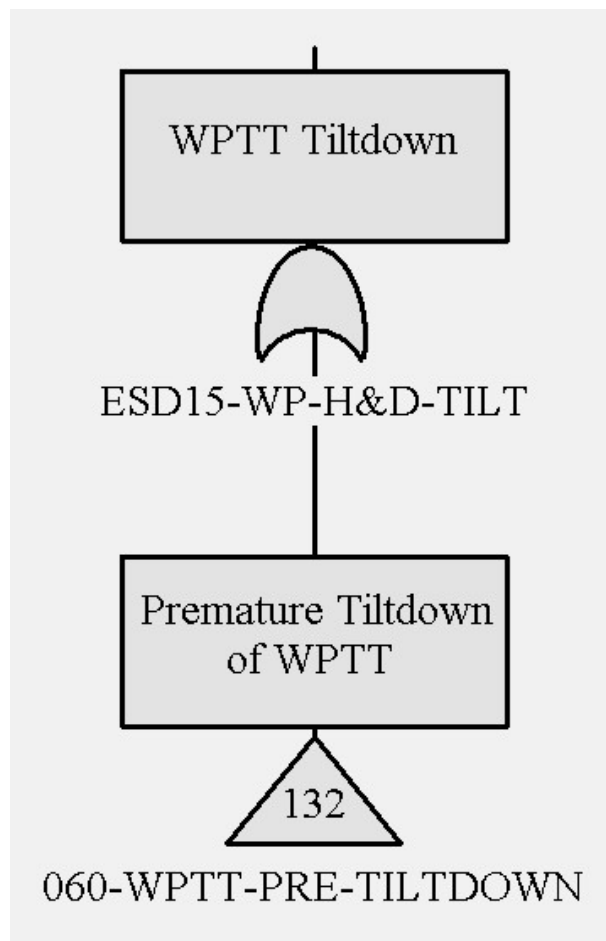 WPTT Tiltdown
ESD15-WP-H&D-TILT
Premature Tiltdown
of WPTT
132
060-WPTT-PRE-TILTDOWN